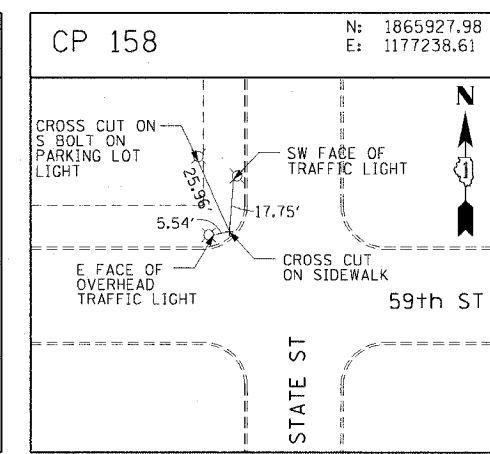 CP 158
N: 1865927.98
E: 1177238.61
N
CROSS CUT ON
S BOLT ON
PARKING LOT
LIGHT
SW FACE OF
TRAFFIC LIGHT
25.96'
17.75'
5.54'
E FACE OF
OVERHEAD
TRAFFIC LIGHT
CROSS CUT
ON SIDEWALK
59th ST
STATE ST